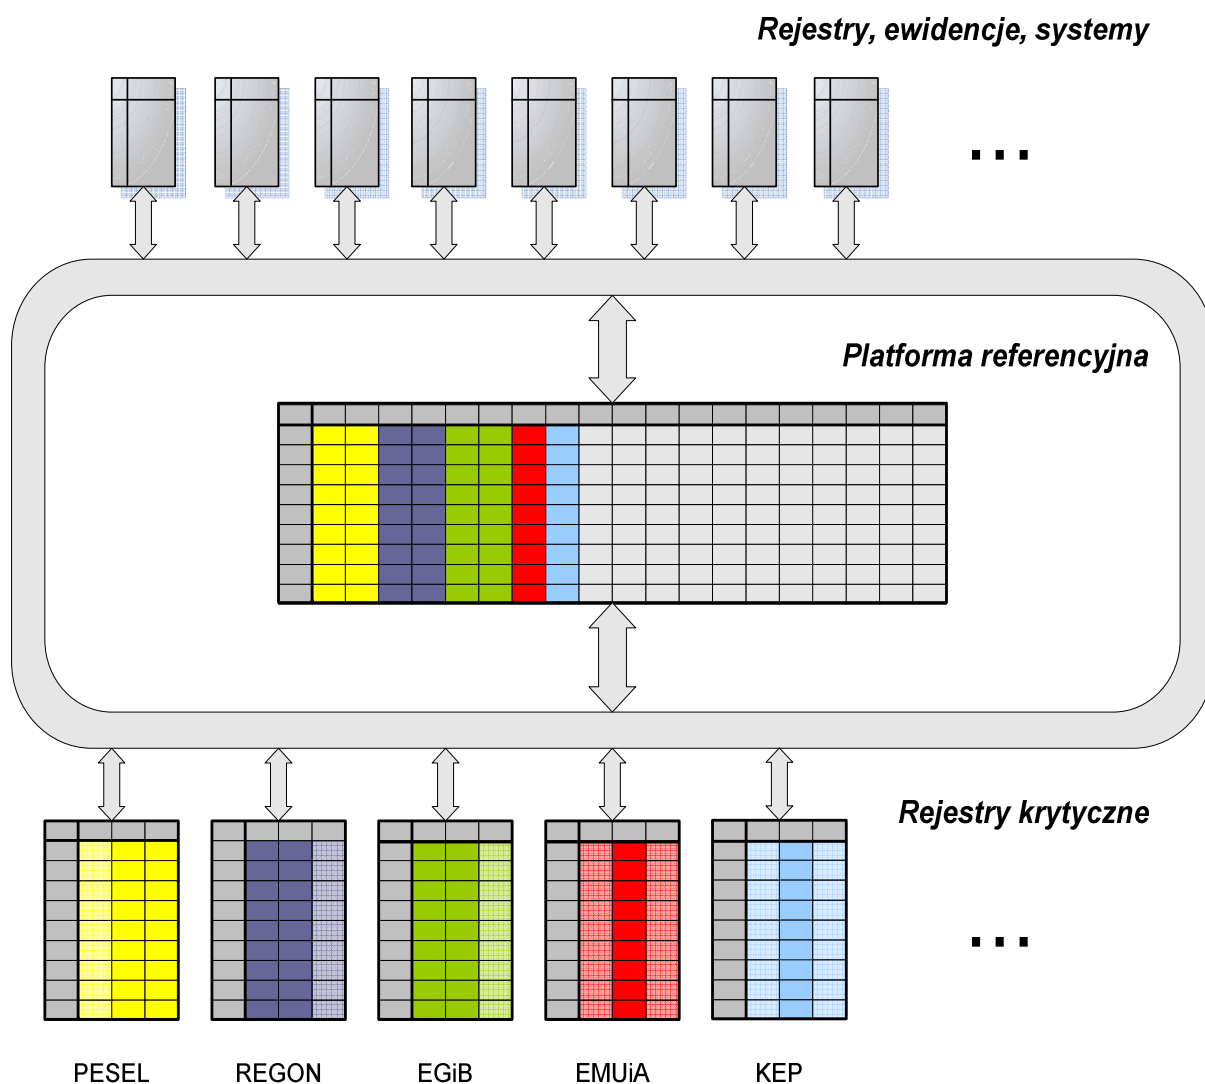 Rejestry, ewidencje, systemy
...
Platforma referencyjna
Rejestry krytyczne
...
PESEL REGON EGiB EMUiA KEP